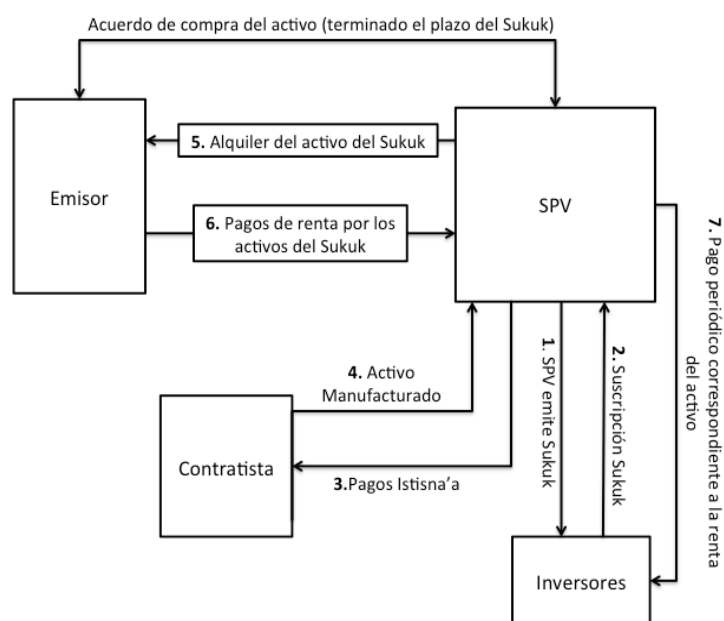 Acuerdo de compra del activo (terminado el plazo del Sukuk)
5. Alquiler del activo del Sukuk
Emisor
SPV
6. Pagos de renta por los
activos del Sukuk
7. Pago periódico correspondiente a la renta
del activo
1. SPV emite Sukuk
2. Suscripción Sukuk
4. Activo
Manufacturado
Contratista
3.Pagos Istisna’a
Inversores